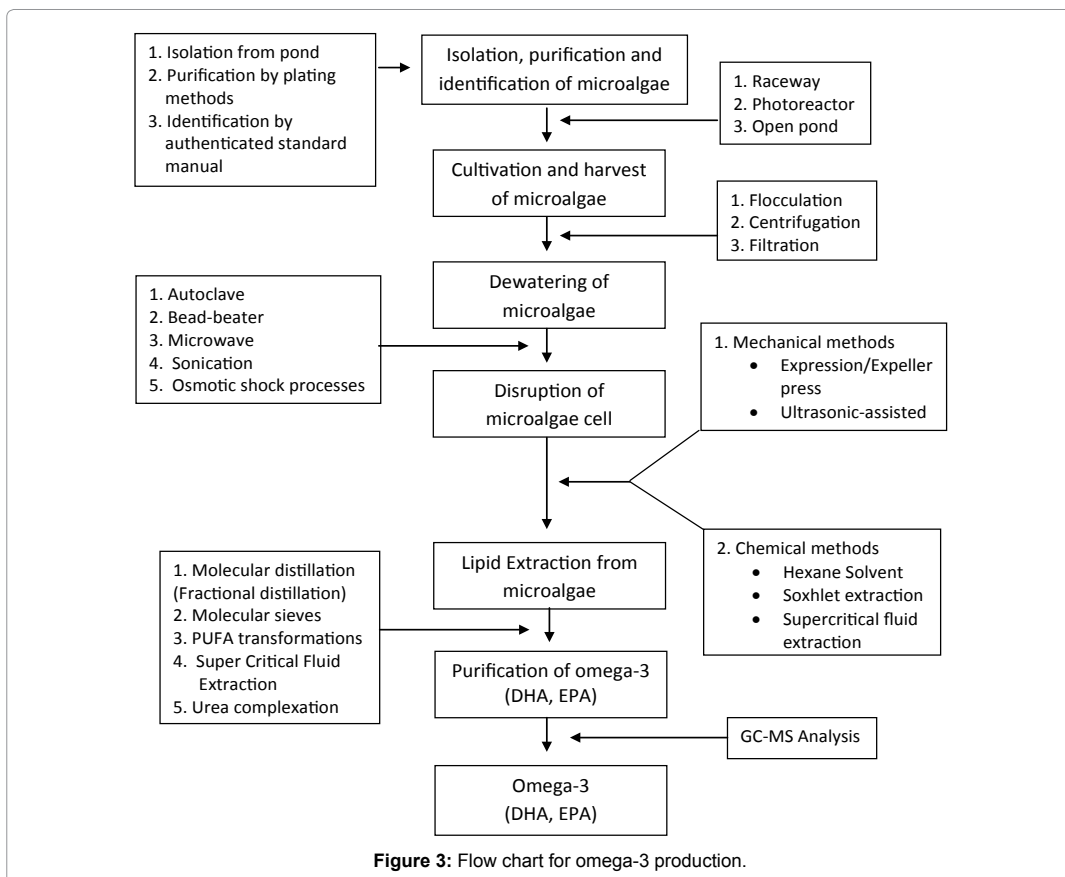 1. Isolation from pond
2. Purification by plating
methods
3. Identification by
authenticated standard
manual
Isolation, purification and
identification of microalgae
1. Raceway
2. Photoreactor
3. Open pond
Cultivation and harvest
of microalgae
1. Flocculation
2. Centrifugation
3. Filtration
Dewatering of
microalgae
1. Autoclave
2. Bead-beater
3. Microwave
4. Sonication
5. Osmotic shock processes
Disruption of
microalgae cell
1. Mechanical methods
• Expression/Expeller
press
• Ultrasonic-assisted
2. Chemical methods
• Hexane Solvent
• Soxhlet extraction
• Supercritical fluid
extraction
Lipid Extraction from
microalgae
1. Molecular distillation
(Fractional distillation)
2. Molecular sieves
3. PUFA transformations
4. Super Critical Fluid
Extraction
5. Urea complexation
Purification of omega-3
(DHA, EPA)
GC-MS Analysis
Omega-3
(DHA, EPA)
Figure 3: Flow chart for omega-3 production.